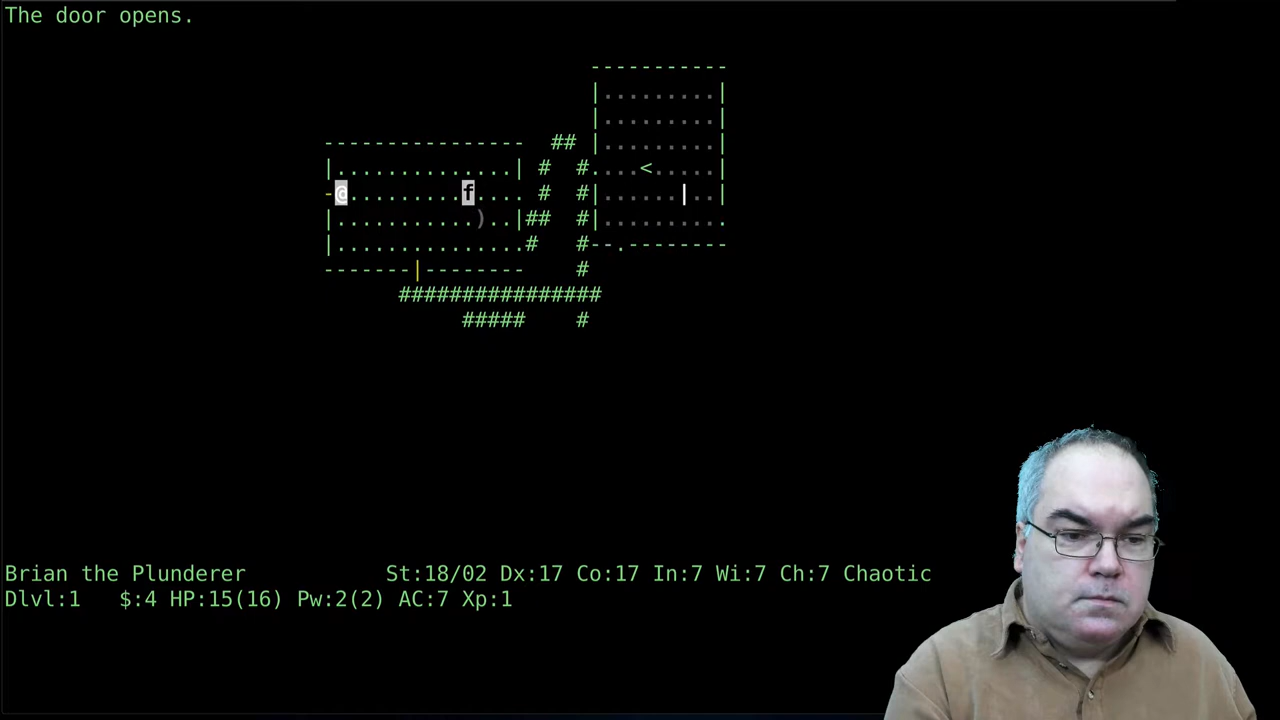 The door opens.
-----------
|.........|
|.........|
--------------- ## |.........|
|..............| # #....<.....|
-@.........f.... # #|......|..|
|...........)..|## #|..........
|...............# #--.--------
-------|-------- #
################
##### #
Brian the Plunderer St:18/02 Dx:17 Co:17 In:7 Wi:7 Ch:7 Chaotic
Dlvl:1 $:4 HP:15(16) Pw:2(2) AC:7 Xp:1